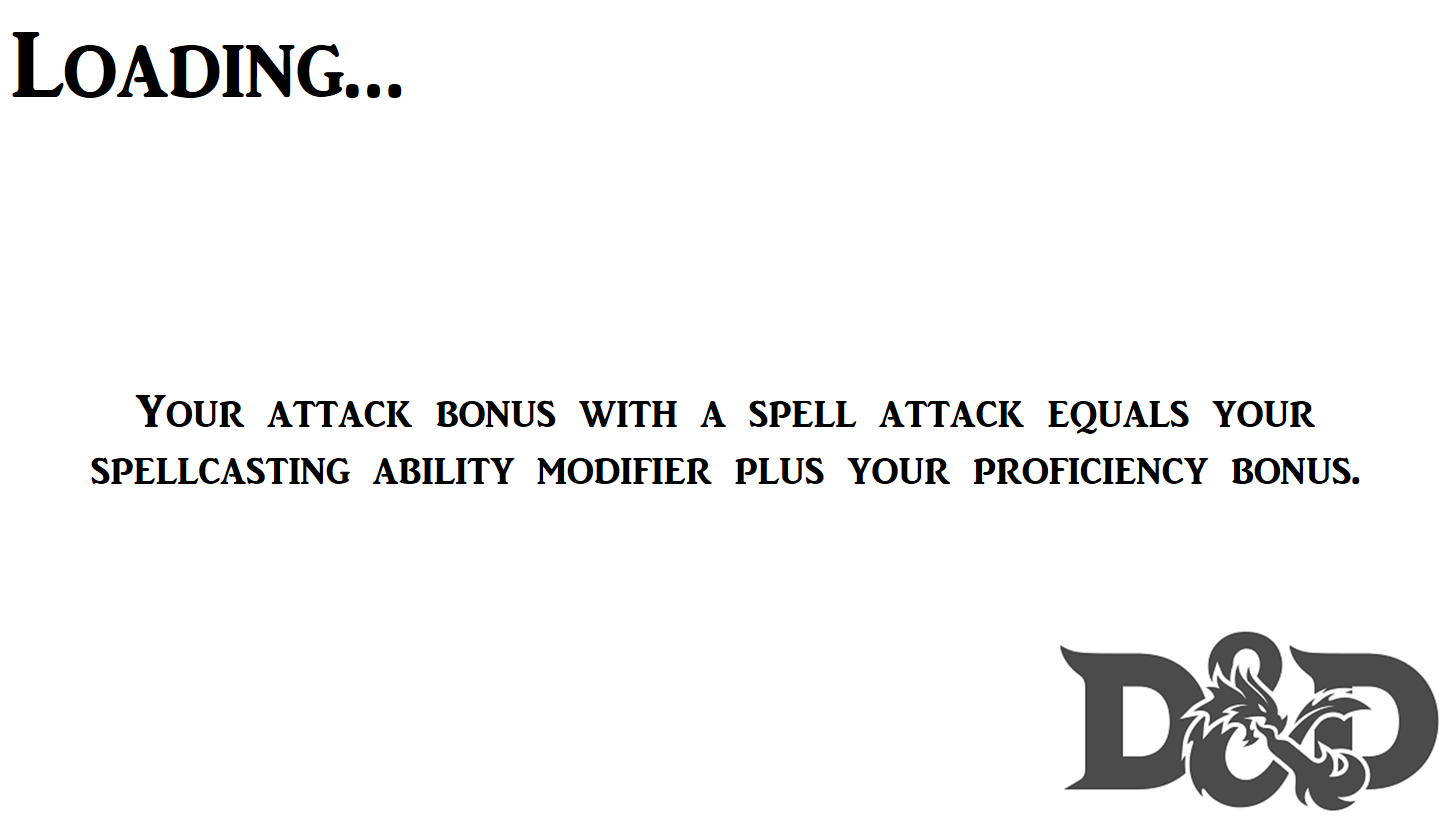 Loading...
Your attack bonus with a spell attack equals your
spellcasting ability modifier plus your proficiency bonus.
D&D